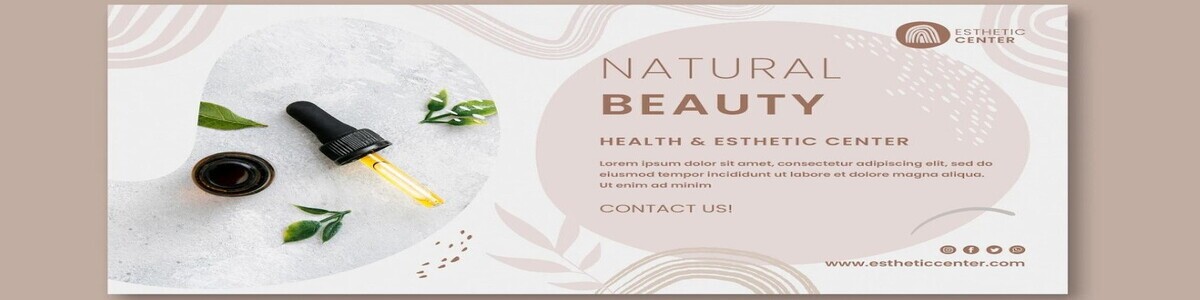 ESTHETIC
CENTER
NATURAL
BEAUTY
HEALTH & ESTHETIC CENTER
Lorem ipsum dolor sit amet, consectetur adipiscing elit, sed do
eiusmod tempor incididunt ut labore et dolore magna aliqua.
Ut enim ad minim
CONTACT US!
www.estheticcenter.com